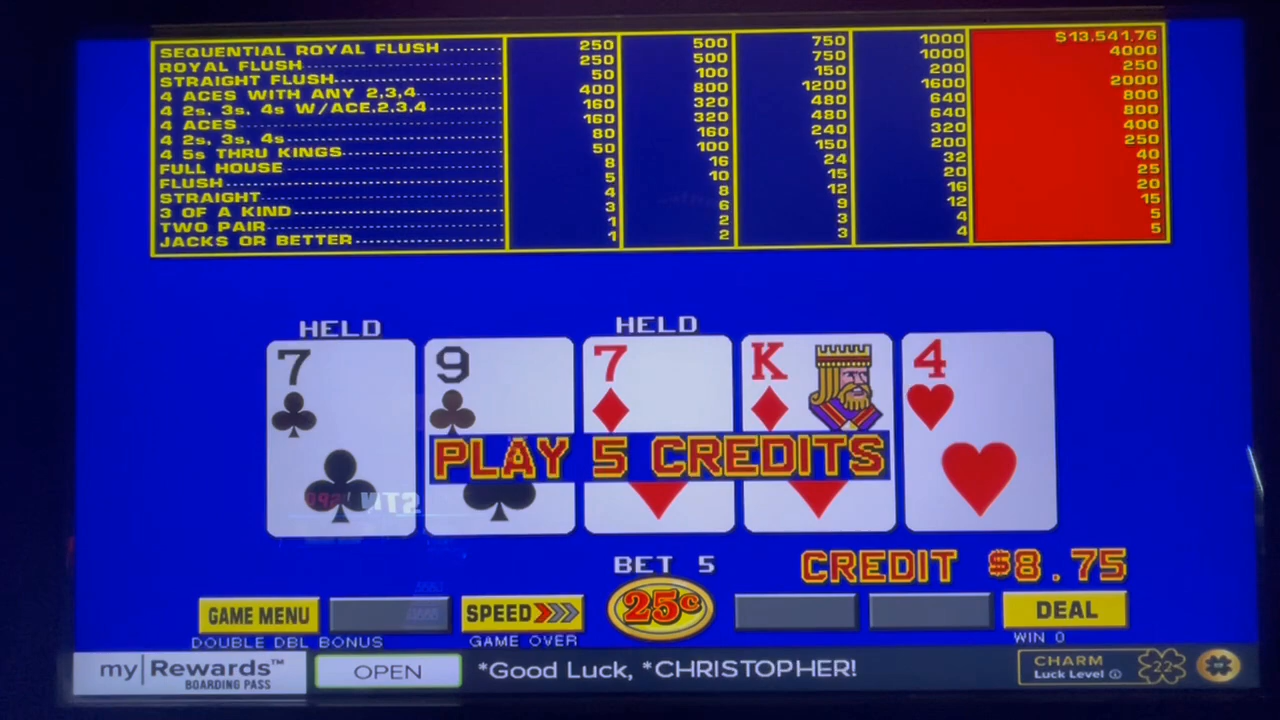 SEQUENTIAL ROYAL FLUSH 250 500 750 1000 $13,541.76
ROYAL FLUSH 250 500 750 1000 4000
STRAIGHT FLUSH 50 100 150 200 250
4 ACES WITH ANY 2,3,4 400 800 1200 1600 2000
4 2s, 3s, 4s W/ACE,2,3,4 160 320 480 640 800
4 ACES 160 320 480 640 800
4 2s, 3s, 4s 80 160 240 320 400
4 5s THRU KINGS 50 100 150 200 250
FULL HOUSE 8 16 24 32 40
FLUSH 5 10 15 20 25
STRAIGHT 4 8 12 16 20
3 OF A KIND 3 6 9 12 15
TWO PAIR 1 2 3 4 5
JACKS OR BETTER 1 2 3 4 5
HELD HELD
7 9 7 K 4
PLAY 5 CREDITS
BET 5 CREDIT $8.75
GAME MENU SPEED 25¢ DEAL
DOUBLE DBL BONUS GAME OVER WIN 0
my|Rewards™ OPEN *Good Luck, *CHRISTOPHER! CHARM 22
BOARDING PASS Luck Level